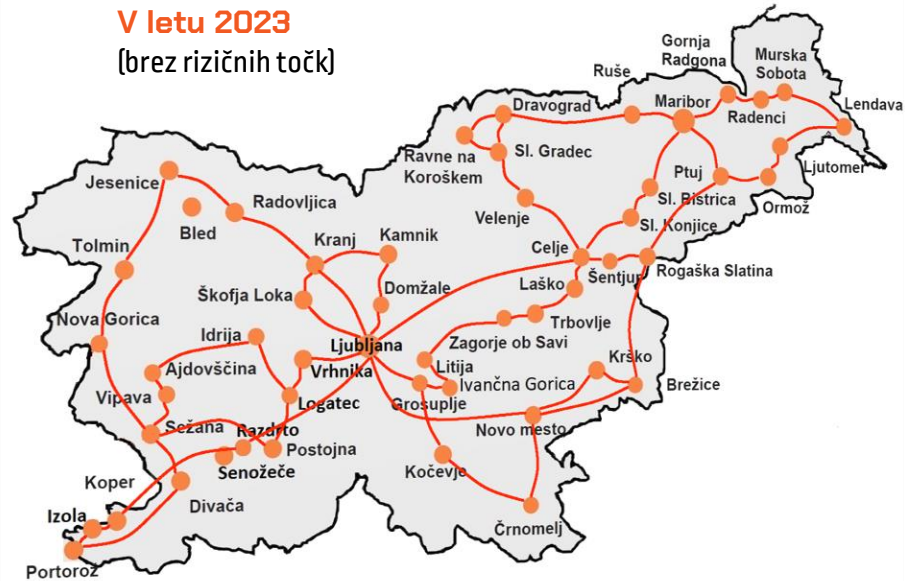 V letu 2023
(brez rizičnih točk)
Gornja
Radgona
Murska
Sobota
Ruše
Dravograd
Maribor
Lendava
Radenci
Ravne na
Koroškem
Sl. Gradec
Ptuj
Ljutomer
Jesenice
Radovljica
Velenje
Sl. Bistrica
Ormož
Bled
Sl. Konjice
Tolmin
Kranj
Kamnik
Celje
Šentjur
Rogaška Slatina
Škofja Loka
Domžale
Laško
Nova Gorica
Idrija
Ljubljana
Trbovlje
Zagorje ob Savi
Krško
Ajdovščina
Vrhnika
Litija
Ivančna Gorica
Brežice
Vipava
Logatec
Grosuplje
Sežana
Razdrto
Novo mesto
Postojna
Senožeče
Kočevje
Koper
Divača
Izola
Črnomelj
Portorož